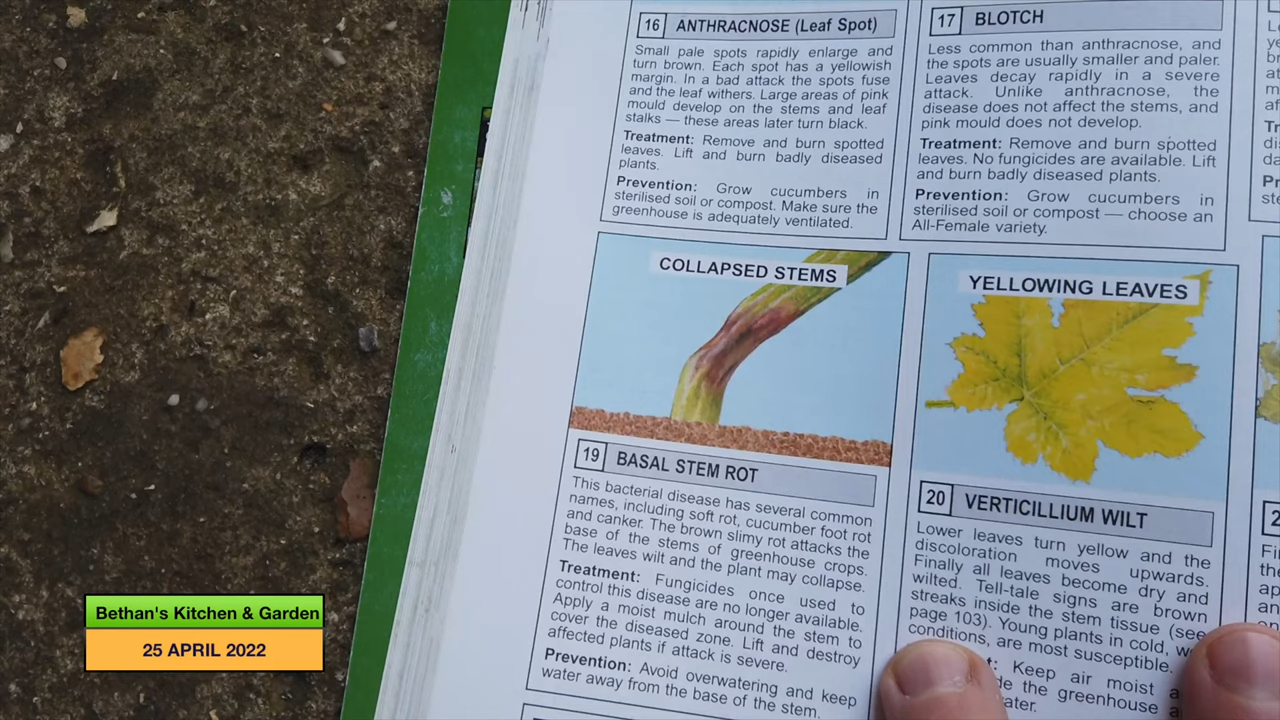 16 ANTHRACNOSE (Leaf Spot)
Small pale spots rapidly enlarge and
turn brown. Each spot has a yellowish
margin. In a bad attack the spots fuse
and the leaf withers. Large areas of pink
mould develop on the stems and leaf
stalks — these areas later turn black.
Treatment: Remove and burn spotted
leaves. Lift and burn badly diseased
plants.
Prevention: Grow cucumbers in
sterilised soil or compost. Make sure the
greenhouse is adequately ventilated.
17 BLOTCH
Less common than anthracnose, and
the spots are usually smaller and paler.
Leaves decay rapidly in a severe
attack. Unlike anthracnose, the
disease does not affect the stems, and
pink mould does not develop.
Treatment: Remove and burn spotted
leaves. No fungicides are available. Lift
and burn badly diseased plants.
Prevention: Grow cucumbers in
sterilised soil or compost — choose an
All-Female variety.
COLLAPSED STEMS
19 BASAL STEM ROT
This bacterial disease has several common
names, including soft rot, cucumber foot rot
and canker. The brown slimy rot attacks the
base of the stems of greenhouse crops.
The leaves wilt and the plant may collapse.
Treatment: Fungicides once used to
control this disease are no longer available.
Apply a moist mulch around the stem to
cover the diseased zone. Lift and destroy
affected plants if attack is severe.
Prevention: Avoid overwatering and keep
water away from the base of the stem.
YELLOWING LEAVES
20 VERTICILLIUM WILT
Lower leaves turn yellow and the
discoloration moves upwards.
Finally all leaves become dry and
wilted. Tell-tale signs are brown
streaks inside the stem tissue (see
page 103). Young plants in cold,
conditions, are most susceptible.
Keep air moist
the greenhouse
Bethan's Kitchen & Garden
25 APRIL 2022